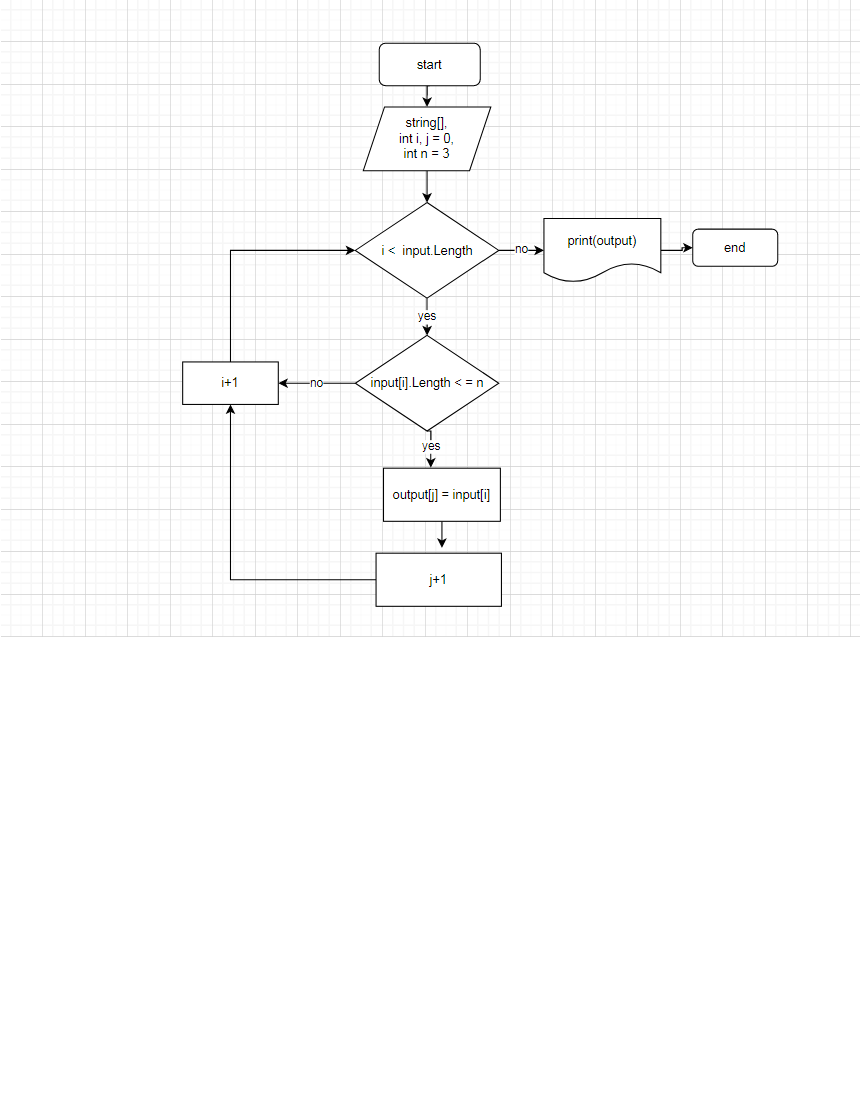 start
string[],
int i, j = 0,
int n = 3
i < input.Length
no
print(output)
end
yes
i+1
no
input[i].Length < = n
yes
output[j] = input[i]
j+1